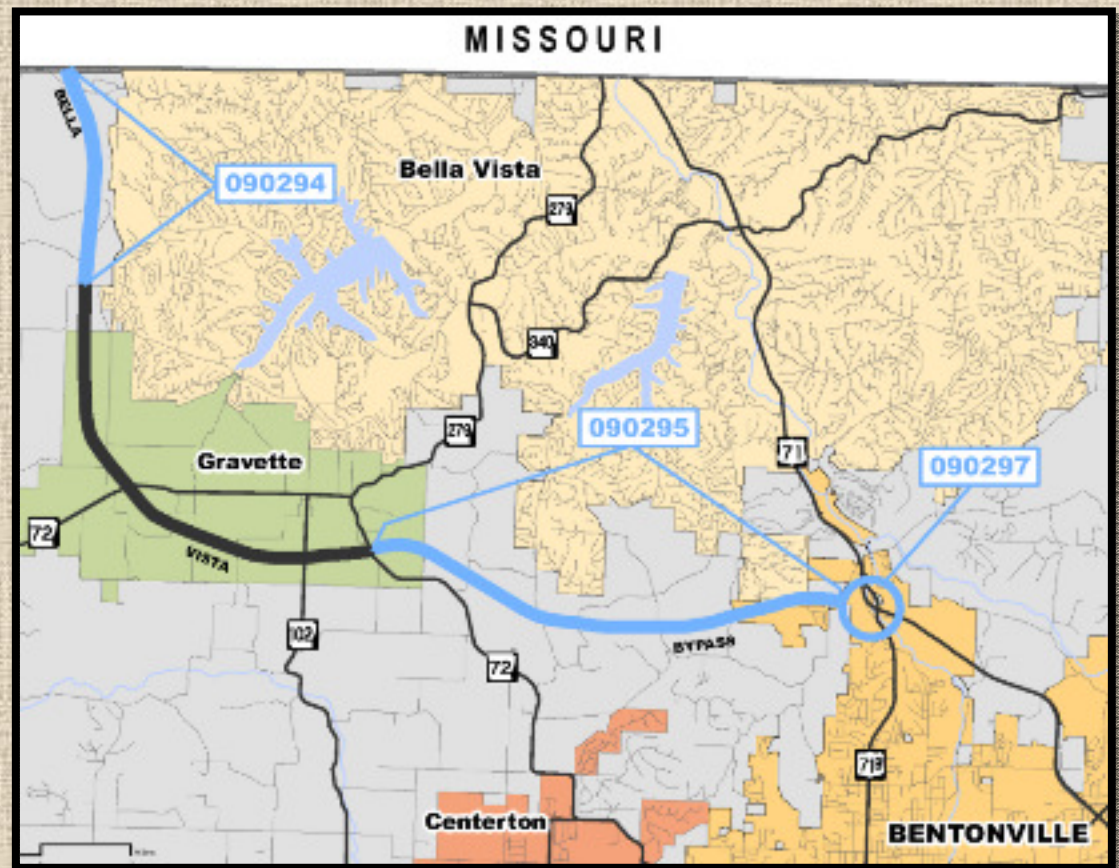 MISSOURI
BELLA
090294
Bella Vista
279
340
279
090295
71
090297
Gravette
72
VISTA
BYPASS
102
72
71B
Centerton
BENTONVILLE